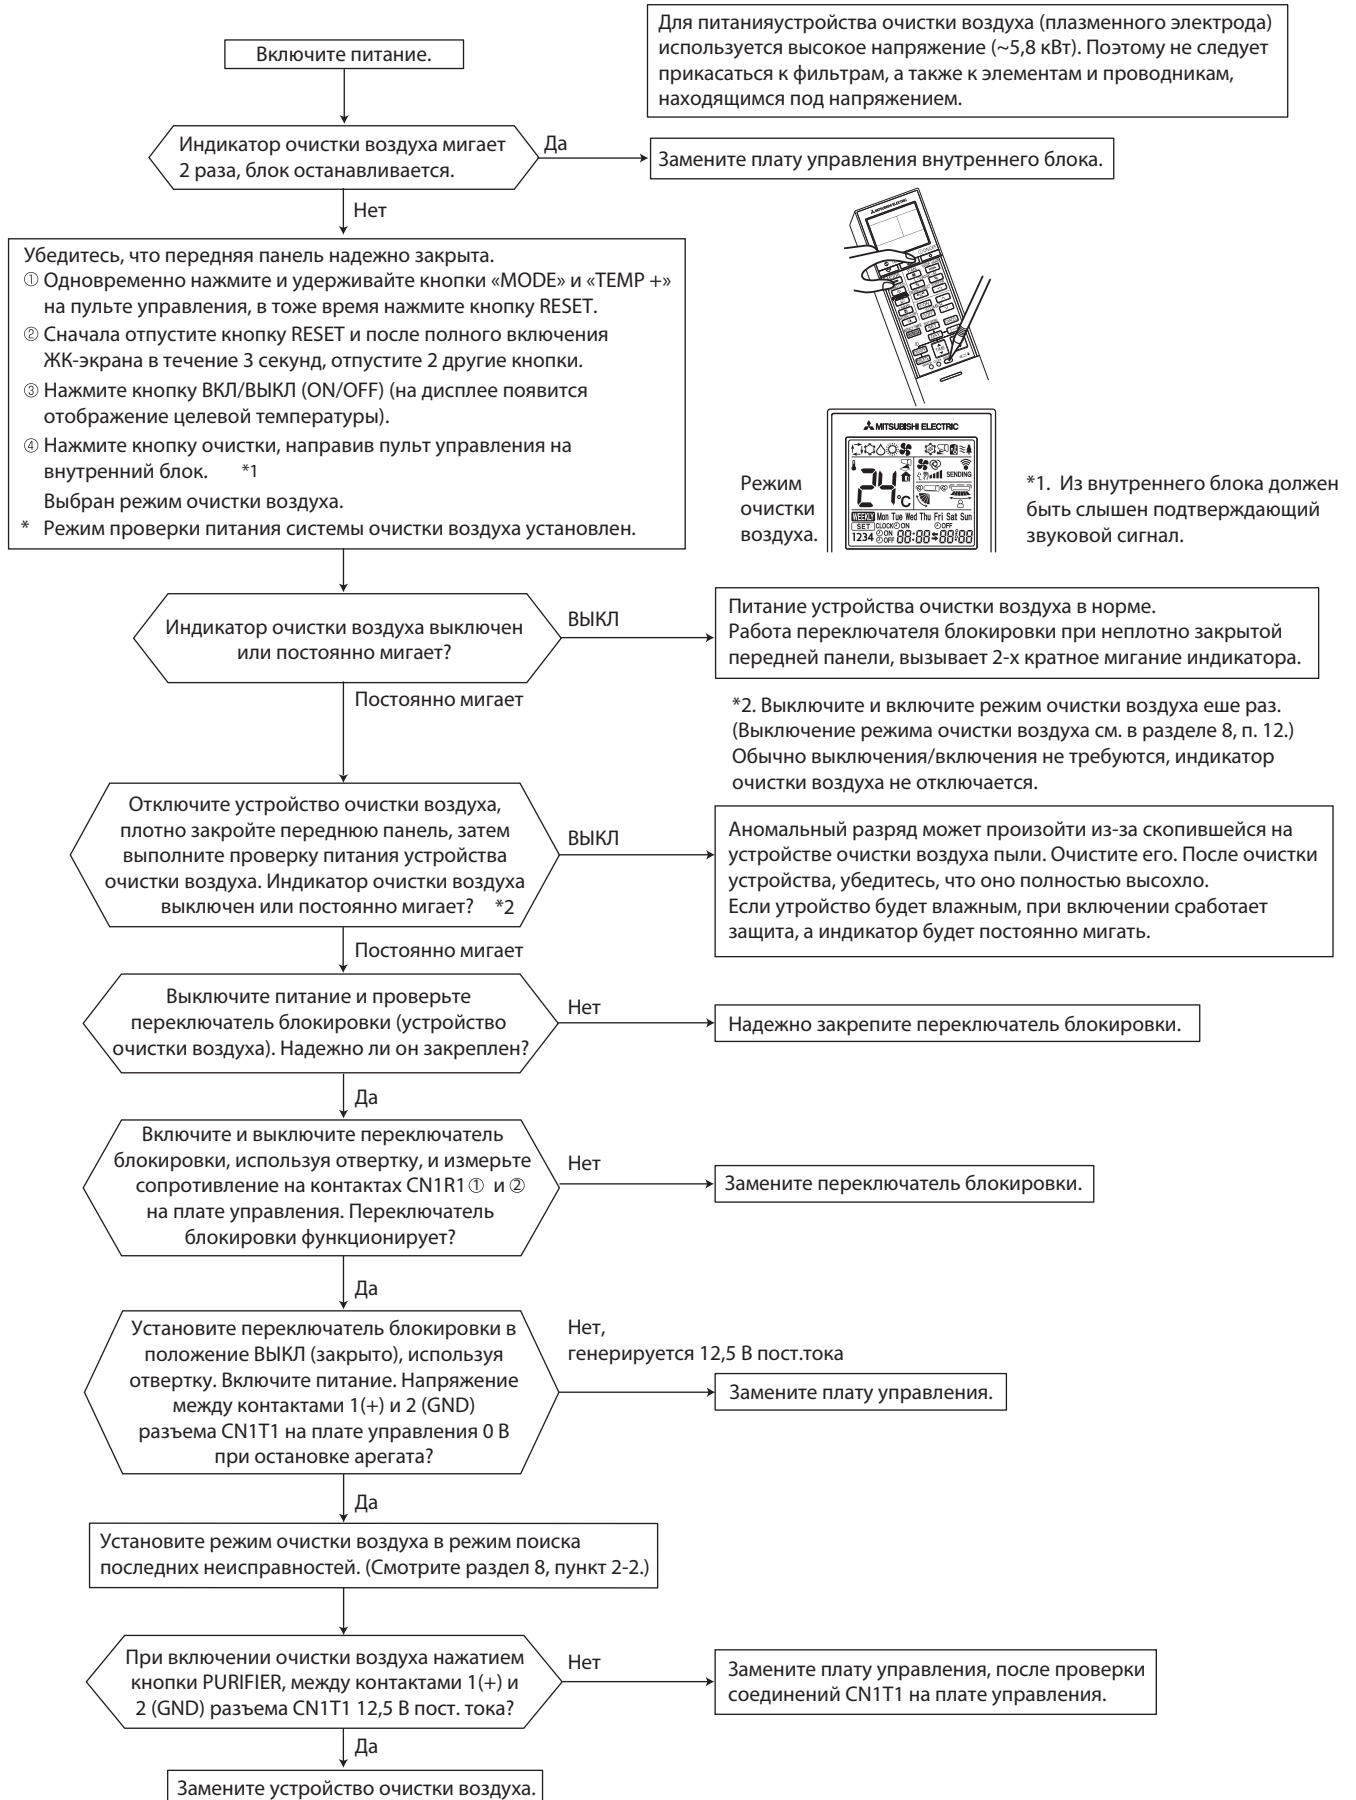 Включите питание.
Для питанияустройства очистки воздуха (плазменного электрода)
используется высокое напряжение (~5,8 кВт). Поэтому не следует
прикасаться к фильтрам, а также к элементам и проводникам,
находящимся под напряжением.
Индикатор очистки воздуха мигает
2 раза, блок останавливается.
Да
Замените плату управления внутреннего блока.
Нет
Убедитесь, что передняя панель надежно закрыта.
① Одновременно нажмите и удерживайте кнопки «MODE» и «TEMP +»
на пульте управления, в тоже время нажмите кнопку RESET.
② Сначала отпустите кнопку RESET и после полного включения
ЖК-экрана в течение 3 секунд, отпустите 2 другие кнопки.
③ Нажмите кнопку ВКЛ/ВЫКЛ (ON/OFF) (на дисплее появится
отображение целевой температуры).
④ Нажмите кнопку очистки, направив пульт управления на
внутренний блок. *1
Выбран режим очистки воздуха.
* Режим проверки питания системы очистки воздуха установлен.
MITSUBISHI ELECTRIC
MITSUBISHI ELECTRIC
SENDING
24°C
WEEKLY Mon Tue Wed Thu Fri Sat Sun
SET CLOCK ON OFF
1234 ON OFF 88:88 88:88
Режим
очистки
воздуха.
*1. Из внутреннего блока должен
быть слышен подтверждающий
звуковой сигнал.
Индикатор очистки воздуха выключен
или постоянно мигает?
ВЫКЛ
Питание устройства очистки воздуха в норме.
Работа переключателя блокировки при неплотно закрытой
передней панели, вызывает 2-х кратное мигание индикатора.
Постоянно мигает
*2. Выключите и включите режим очистки воздуха еше раз.
(Выключение режима очистки воздуха см. в разделе 8, п. 12.)
Обычно выключения/включения не требуются, индикатор
очистки воздуха не отключается.
Отключите устройство очистки воздуха,
плотно закройте переднюю панель, затем
выполните проверку питания устройства
очистки воздуха. Индикатор очистки воздуха
выключен или постоянно мигает? *2
ВЫКЛ
Аномальный разряд может произойти из-за скопившейся на
устройстве очистки воздуха пыли. Очистите его. После очистки
устройства, убедитесь, что оно полностью высохло.
Если утройство будет влажным, при включении сработает
защита, а индикатор будет постоянно мигать.
Постоянно мигает
Выключите питание и проверьте
переключатель блокировки (устройство
очистки воздуха). Надежно ли он закреплен?
Нет
Надежно закрепите переключатель блокировки.
Да
Включите и выключите переключатель
блокировки, используя отвертку, и измерьте
сопротивление на контактах CN1R1 ① и ②
на плате управления. Переключатель
блокировки функционирует?
Нет
Замените переключатель блокировки.
Да
Установите переключатель блокировки в
положение ВЫКЛ (закрыто), используя
отвертку. Включите питание. Напряжение
между контактами 1(+) и 2 (GND)
разъема CN1T1 на плате управления 0 В
при остановке арегата?
Нет,
генерируется 12,5 В пост.тока
Замените плату управления.
Да
Установите режим очистки воздуха в режим поиска
последних неисправностей. (Смотрите раздел 8, пункт 2-2.)
При включении очистки воздуха нажатием
кнопки PURIFIER, между контактами 1(+) и
2 (GND) разъема CN1T1 12,5 В пост. тока?
Нет
Замените плату управления, после проверки
соединений CN1T1 на плате управления.
Да
Замените устройство очистки воздуха.